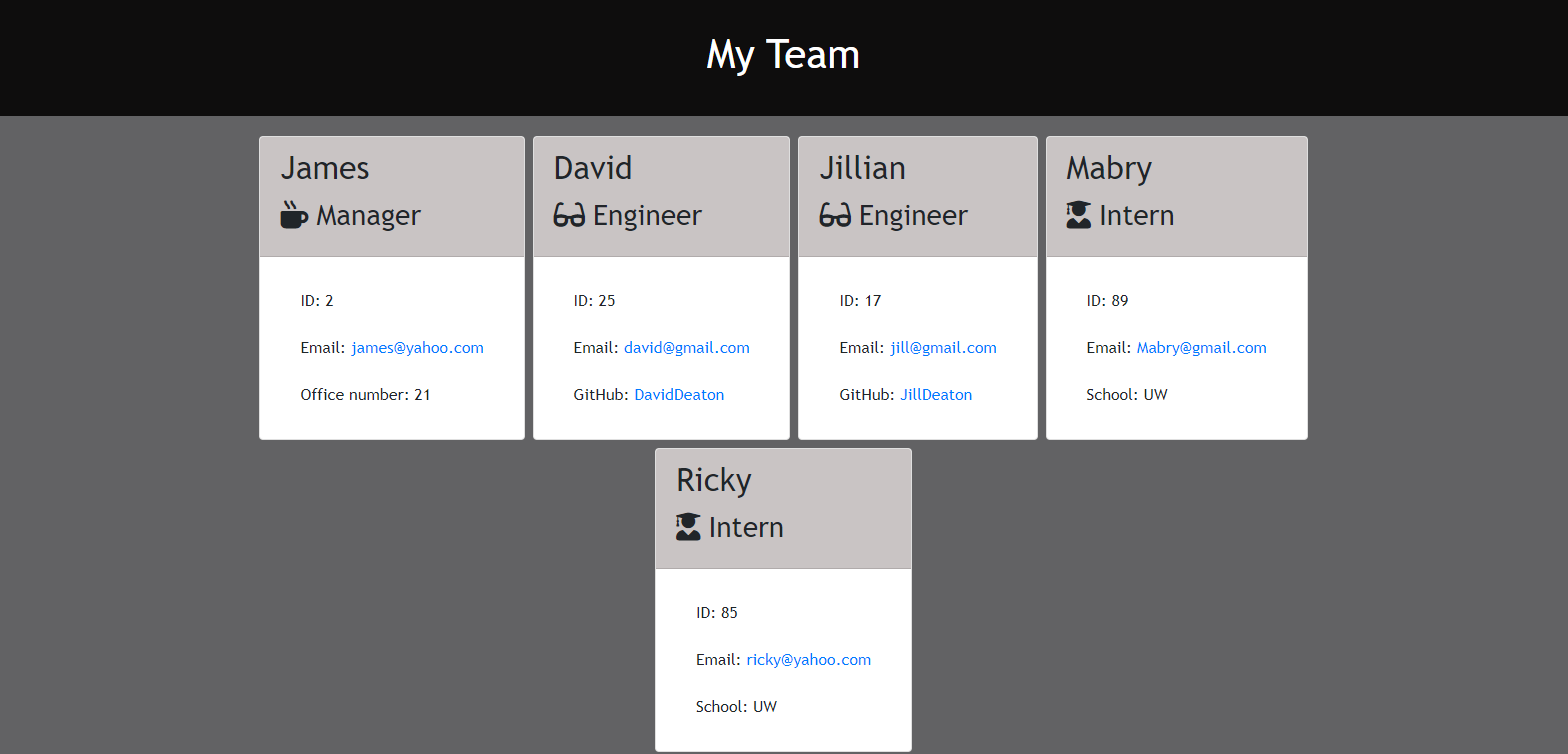 My Team
James
Manager
ID: 2
Email: james@yahoo.com
Office number: 21
David
Engineer
ID: 25
Email: david@gmail.com
GitHub: DavidDeaton
Jillian
Engineer
ID: 17
Email: jill@gmail.com
GitHub: JillDeaton
Mabry
Intern
ID: 89
Email: Mabry@gmail.com
School: UW
Ricky
Intern
ID: 85
Email: ricky@yahoo.com
School: UW